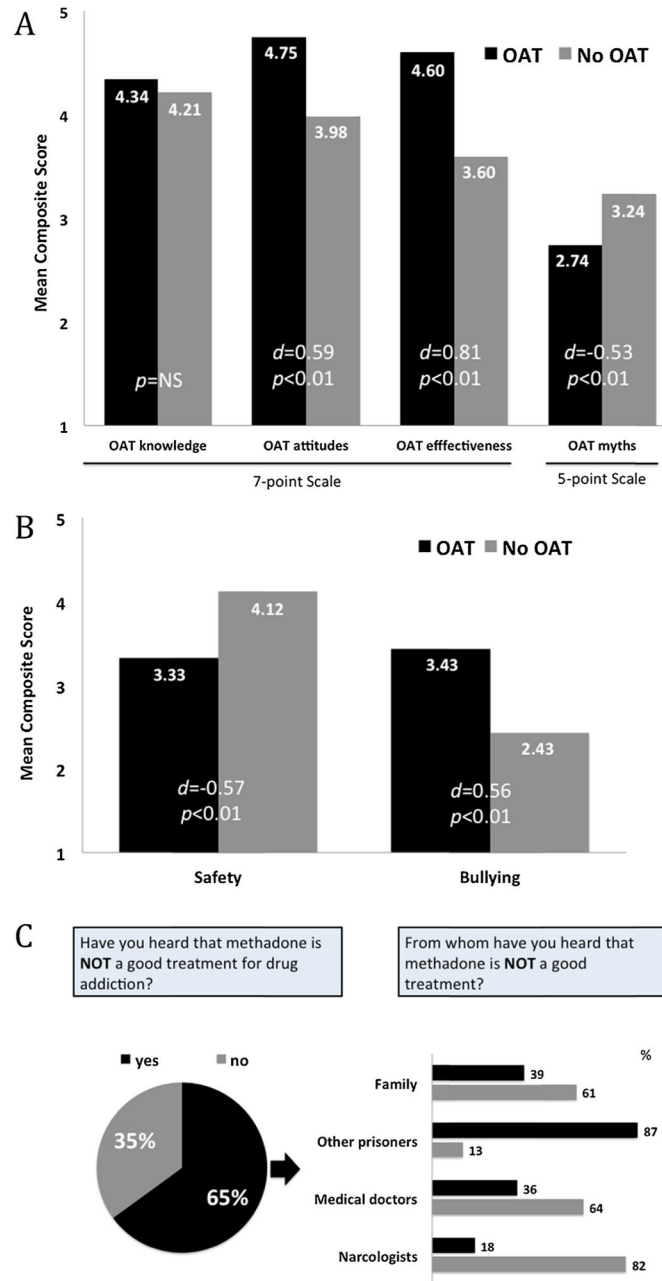 A
5
4
3
2
1
Mean Composite Score
OAT No OAT
4.34 4.21 4.75 3.98 4.60 3.60 2.74 3.24
p=NS
d=0.59
p<0.01
d=0.81
p<0.01
d=-0.53
p<0.01
OAT knowledge OAT attitudes OAT efffectiveness OAT myths
7-point Scale 5-point Scale
B
5
4
3
2
1
Mean Composite Score
OAT No OAT
3.33 4.12 3.43 2.43
d=-0.57
p<0.01
d=0.56
p<0.01
Safety Bullying
C
Have you heard that methadone is
NOT a good treatment for drug
addiction?
From whom have you heard that
methadone is NOT a good
treatment?
yes no
35%
65%
%
Family 39
61
Other prisoners 87
13
Medical doctors 36
64
Narcologists 18
82